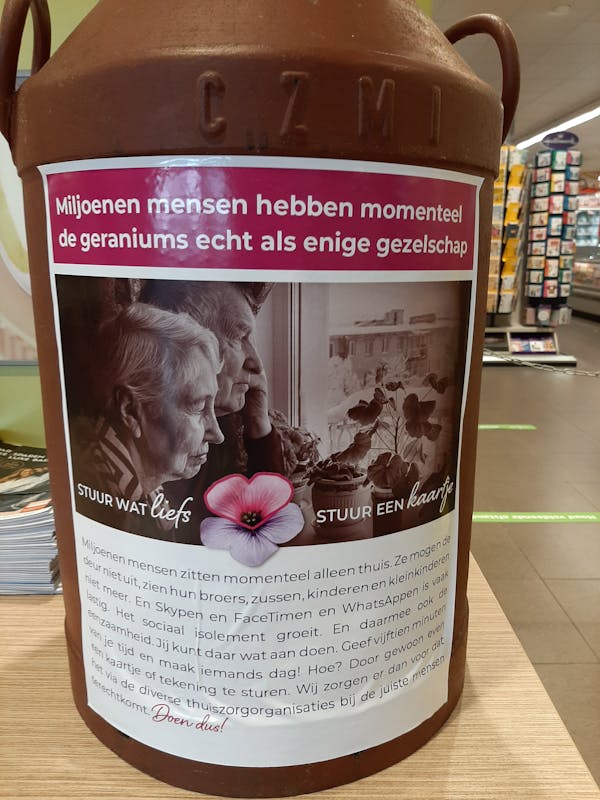 CZMI
Miljoenen mensen hebben momenteel
de geraniums echt als enige gezelschap
STUUR WAT liefs
STUUR EEN kaartje
Miljoenen mensen zitten momenteel alleen thuis. Ze mogen de
deur niet uit, zien hun broers, zussen, kinderen en kleinkinderen
niet meer. En Skypen en FaceTimen en WhatsAppen is vaak
lastig. Het sociaal isolement groeit. En daarmee ook de
eenzaamheid. Jij kunt daar wat aan doen. Geef vijftien minuten
van je tijd en maak iemands dag! Hoe? Door gewoon even
een kaartje of tekening te sturen. Wij zorgen er dan voor dat
het via de diverse thuiszorgorganisaties bij de juiste mensen
terechtkomt. Doen dus!